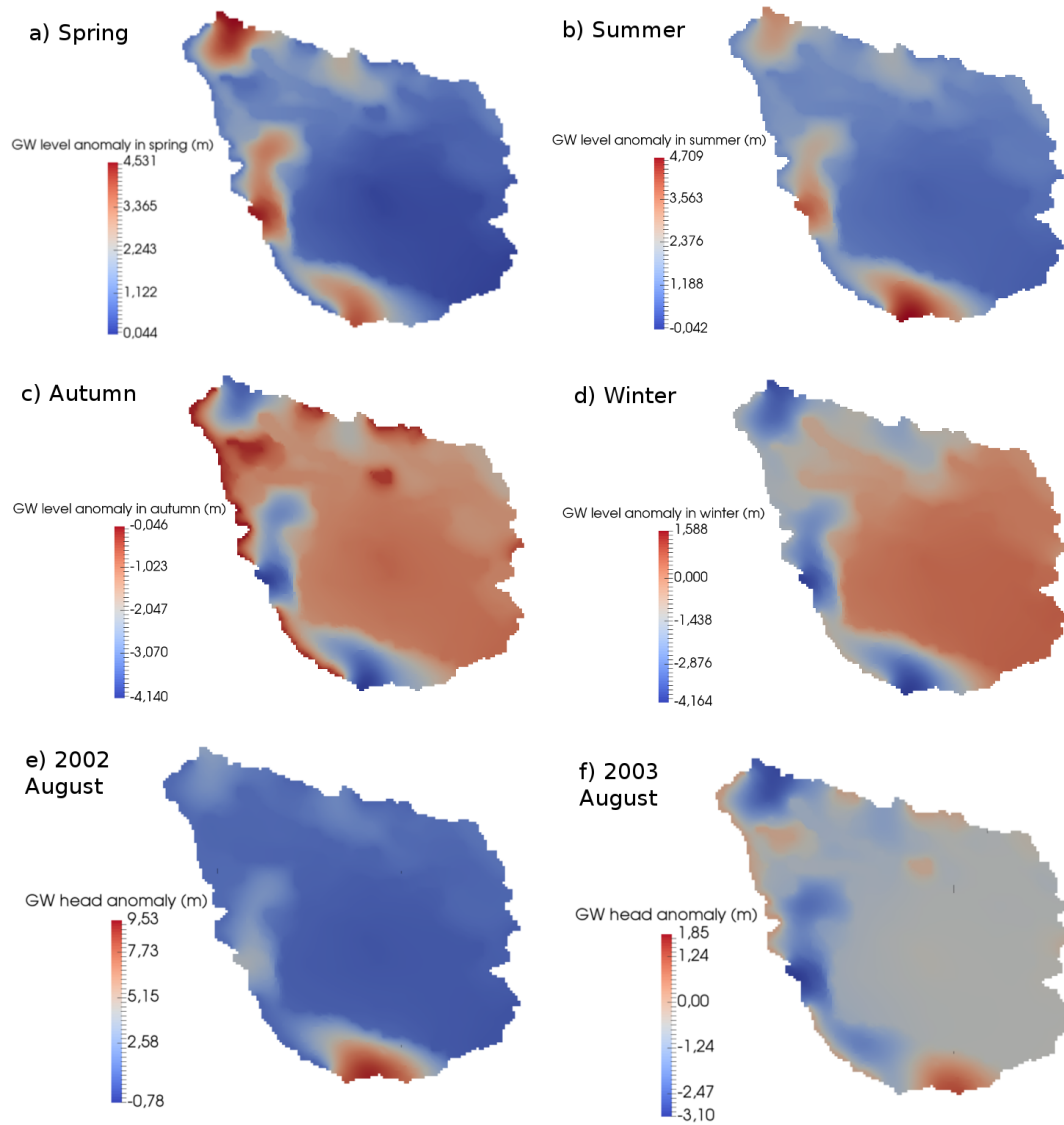 a) Spring
GW level anomaly in spring (m)
4,531
3,365
2,243
1,122
0,044
b) Summer
GW level anomaly in summer (m)
4,709
3,563
2,376
1,188
-0,042
c) Autumn
GW level anomaly in autumn (m)
-0,046
-1,023
-2,047
-3,070
-4,140
d) Winter
GW level anomaly in winter (m)
1,588
0,000
-1,438
-2,876
-4,164
e) 2002
August
GW head anomaly (m)
9,53
7,73
5,15
2,58
-0,78
f) 2003
August
GW head anomaly (m)
1,85
1,24
0,00
-1,24
-2,47
-3,10